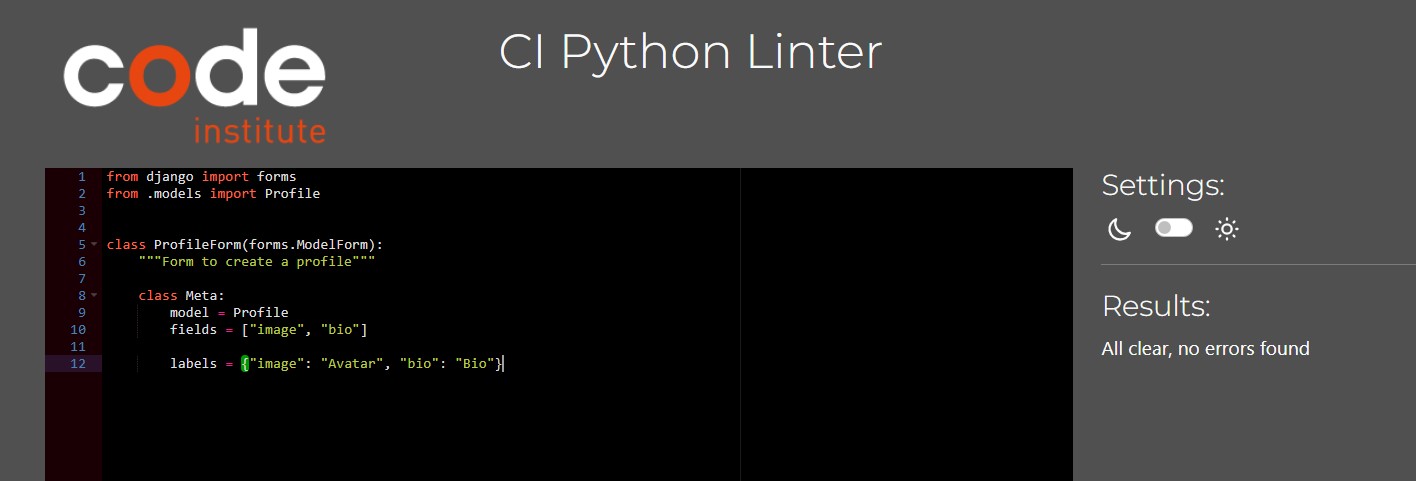 code
institute
CI Python Linter
1 from django import forms
2 from .models import Profile
3
4
5 class ProfileForm(forms.ModelForm):
6     """Form to create a profile"""
7
8     class Meta:
9         model = Profile
10         fields = ["image", "bio"]
11
12         labels = {"image": "Avatar", "bio": "Bio"}
Settings:
Results:
All clear, no errors found